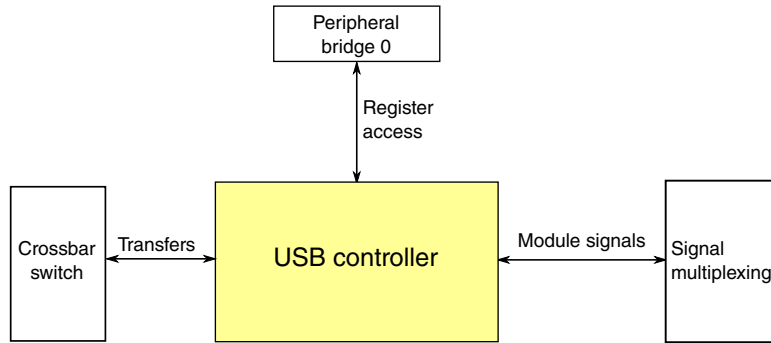 Peripheral
bridge 0
Register
access
Crossbar
switch
Transfers
USB controller
Module signals
Signal
multiplexing